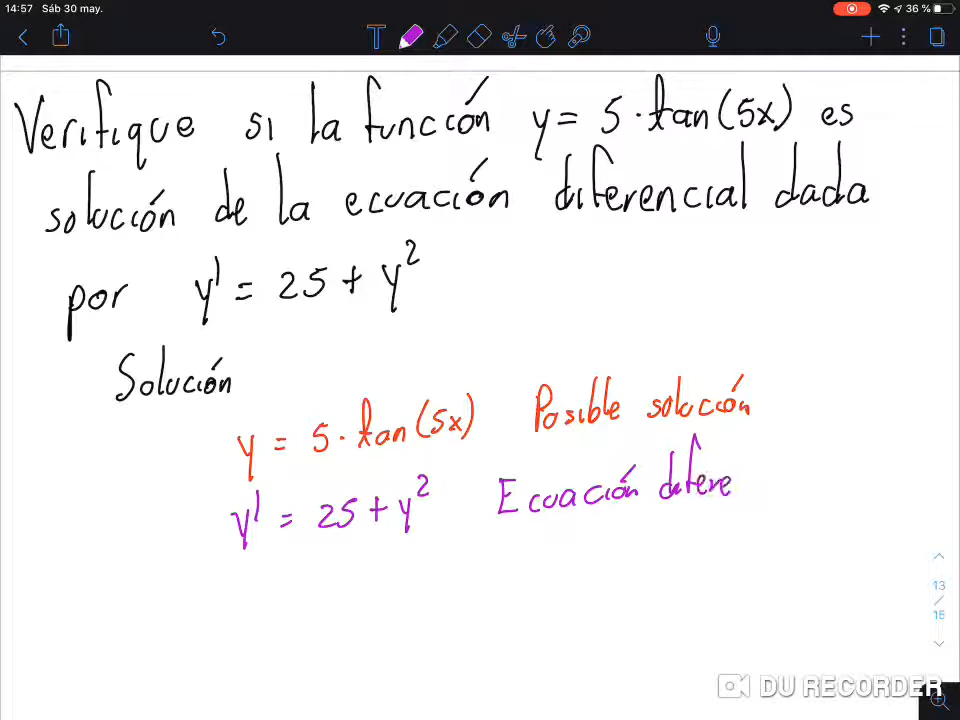 14:57 Sáb 30 may. 36 %
Verifique si la función y = 5 · tan(5x) es
solución de la ecuación diferencial dada
por y' = 25 + y²
Solución
y = 5 · tan(5x) Posible solución
y' = 25 + y² Ecuación difere
13
/
15
DU RECORDER